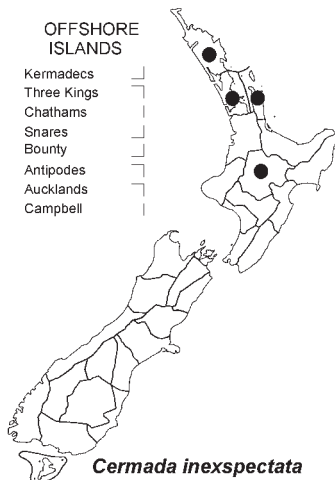 OFFSHORE
ISLANDS
Kermadecs
Three Kings
Chathams
Snares
Bounty
Antipodes
Aucklands
Campbell
Cermada inexspectata